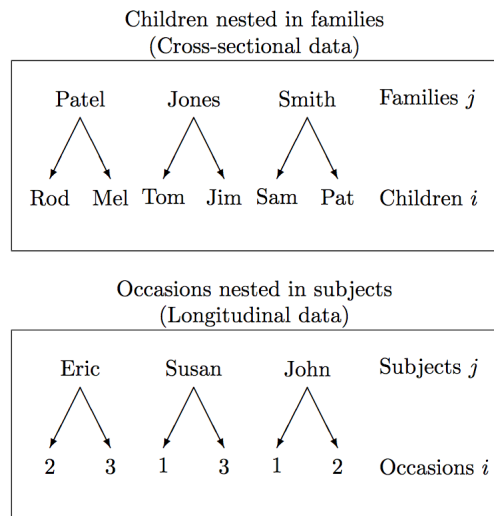 Children nested in families
(Cross-sectional data)
Patel Jones Smith Families j
Rod Mel Tom Jim Sam Pat Children i
Occasions nested in subjects
(Longitudinal data)
Eric Susan John Subjects j
2 3 1 3 1 2 Occasions i